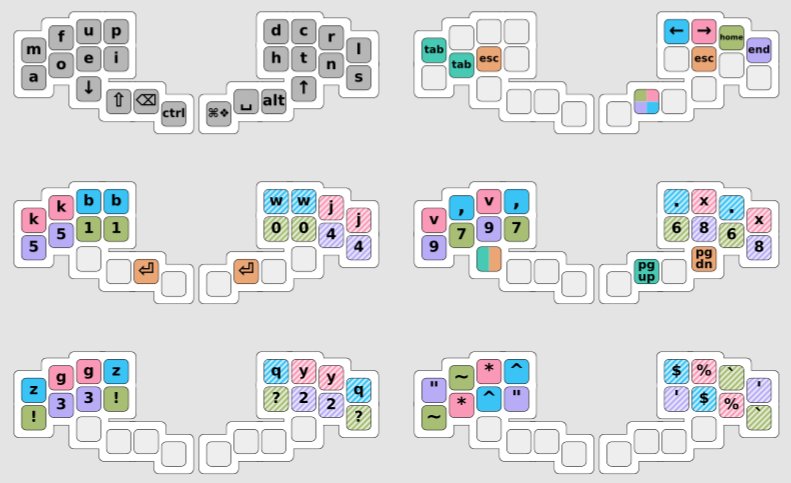 m f u p d c r l
a o e i h t n s
↓ ⇧ ⌫ ctrl ⌘❖ ␣ alt ↑
tab ← → home end
tab esc esc
k k b b w w j j
5 5 1 1 0 0 4 4
⏎ ⏎
v , v , . x . x
9 7 9 7 6 8 6 8
pg up pg dn
z g g z q y y q
! 3 3 ! ? 2 2 ?
" ~ * ^ $ % ` '
~ * ^ " ' $ % `